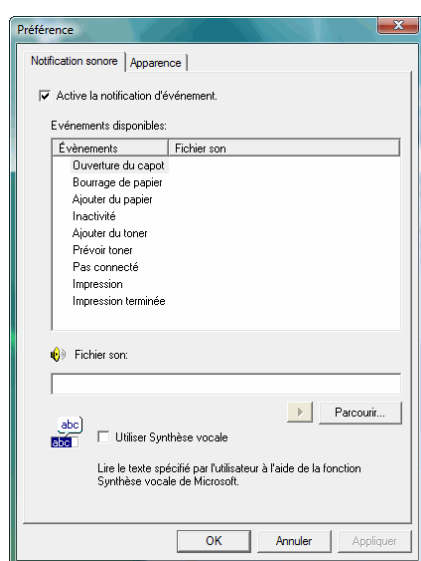 Préférence
Notification sonore Apparence
Active la notification d'événement.
Evénements disponibles:
Évènements Fichier son
Ouverture du capot
Bourrage de papier
Ajouter du papier
Inactivité
Ajouter du toner
Prévoir toner
Pas connecté
Impression
Impression terminée
Fichier son:
Parcourir...
abc
abc
Utiliser Synthèse vocale
Lire le texte spécifié par l'utilisateur à l'aide de la fonction
Synthèse vocale de Microsoft.
OK Annuler Appliquer